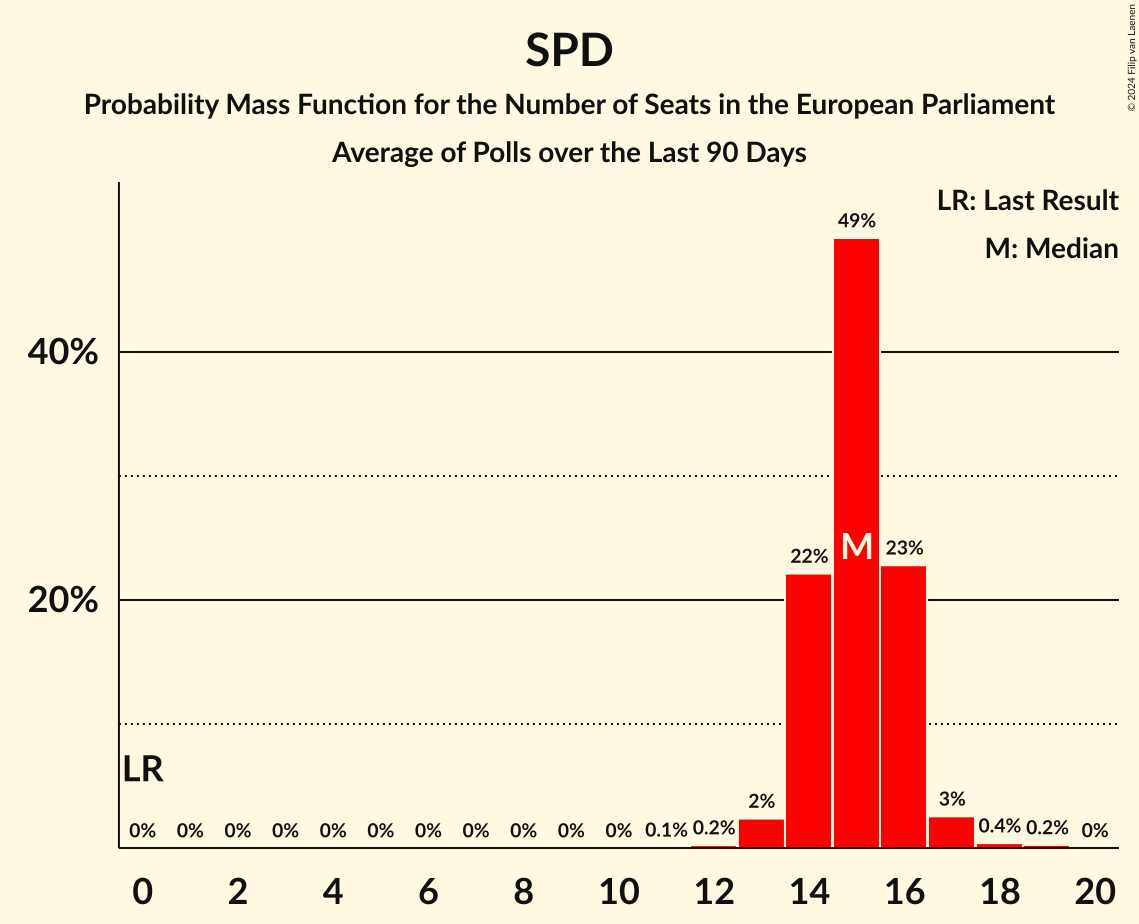 SPD
Probability Mass Function for the Number of Seats in the European Parliament
Average of Polls over the Last 90 Days
© 2024 Filip van Laenen
LR: Last Result
M: Median
49%
40%
22%
M
23%
20%
LR
0% 0% 0% 0% 0% 0% 0% 0% 0% 0% 0% 0.1% 0.2% 2% 3% 0.4% 0.2% 0%
0 2 4 6 8 10 12 14 16 18 20